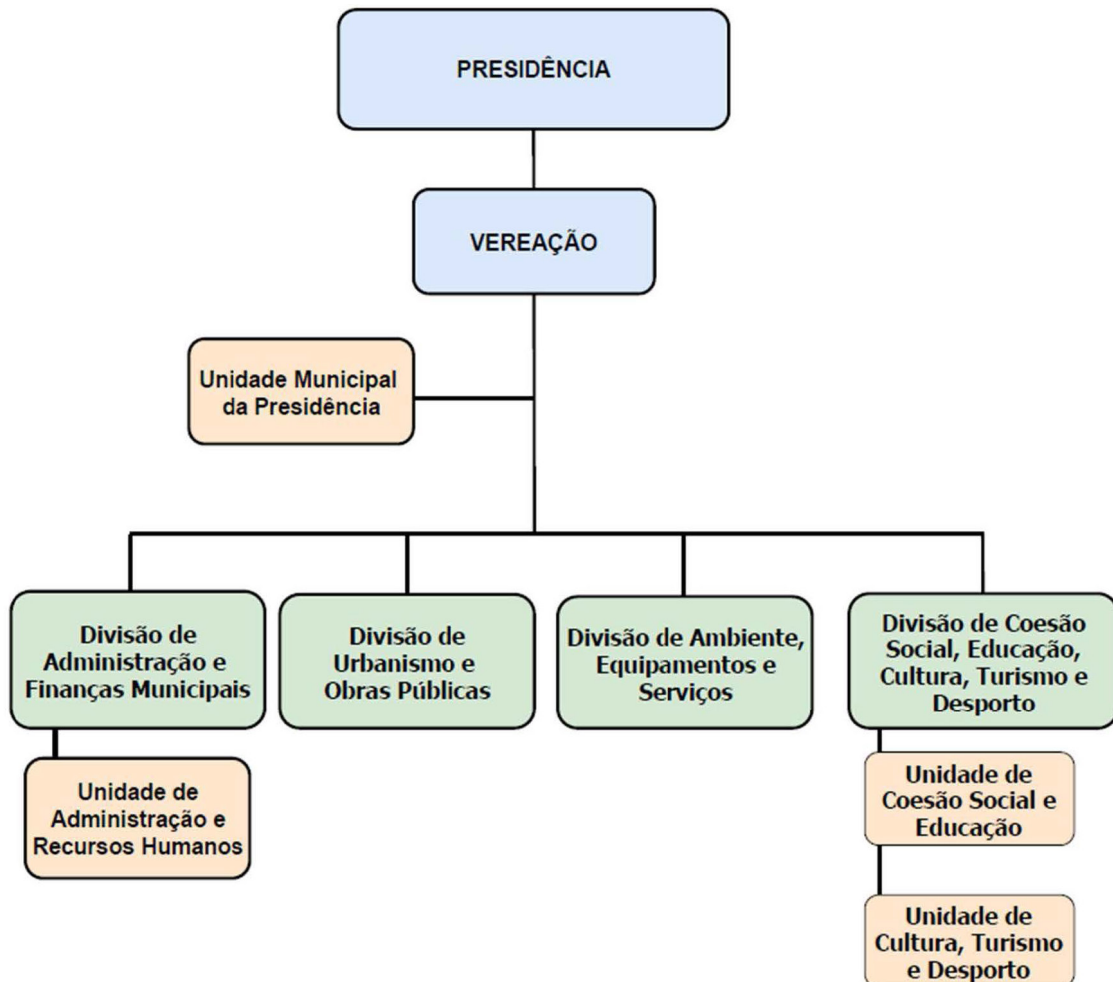 PRESIDÊNCIA
VEREAÇÃO
Unidade Municipal
da Presidência
Divisão de
Administração e
Finanças Municipais
Divisão de
Urbanismo e
Obras Públicas
Divisão de Ambiente,
Equipamentos e
Serviços
Divisão de Coesão
Social, Educação,
Cultura, Turismo e
Desporto
Unidade de
Administração e
Recursos Humanos
Unidade de
Coesão Social e
Educação
Unidade de
Cultura, Turismo
e Desporto